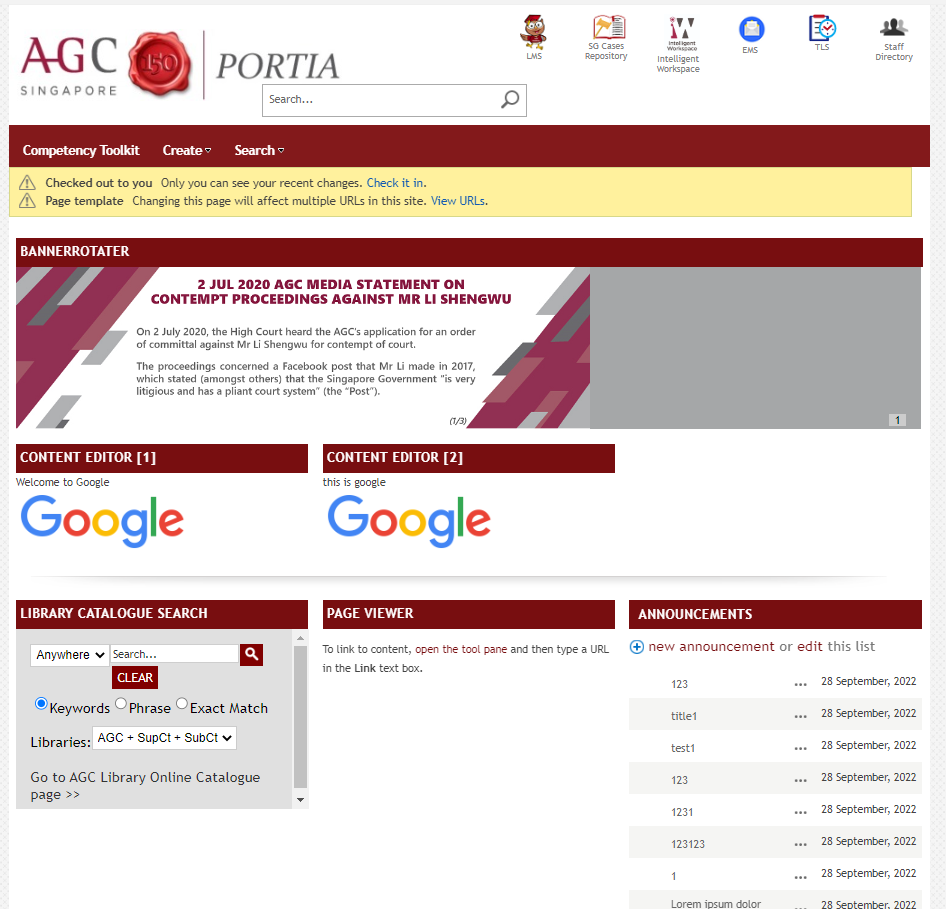 AGC
SINGAPORE
150
PORTIA
Search...
LMS
SG Cases
Repository
Intelligent
Workspace
Intelligent
Workspace
EMS
TLS
Staff
Directory
Competency Toolkit Create Search
Checked out to you Only you can see your recent changes. Check it in.
Page template Changing this page will affect multiple URLs in this site. View URLs.
BANNERROTATER
2 JUL 2020 AGC MEDIA STATEMENT ON
CONTEMPT PROCEEDINGS AGAINST MR LI SHENGWU
On 2 July 2020, the High Court heard the AGC's application for an order
of committal against Mr Li Shengwu for contempt of court.
The proceedings concerned a Facebook post that Mr Li made in 2017,
which stated (amongst others) that the Singapore Government "is very
litigious and has a pliant court system" (the "Post").
(1/3)
1
CONTENT EDITOR [1]
Welcome to Google
Google
CONTENT EDITOR [2]
this is google
Google
LIBRARY CATALOGUE SEARCH
Anywhere Search...
CLEAR
Keywords Phrase Exact Match
Libraries: AGC + SupCt + SubCt
Go to AGC Library Online Catalogue
page >>
PAGE VIEWER
To link to content, open the tool pane and then type a URL
in the Link text box.
ANNOUNCEMENTS
new announcement or edit this list
123 ... 28 September, 2022
title1 ... 28 September, 2022
test1 ... 28 September, 2022
123 ... 28 September, 2022
1231 ... 28 September, 2022
123123 ... 28 September, 2022
1 ... 28 September, 2022
Lorem ipsum dolor ... 28 September, 2022